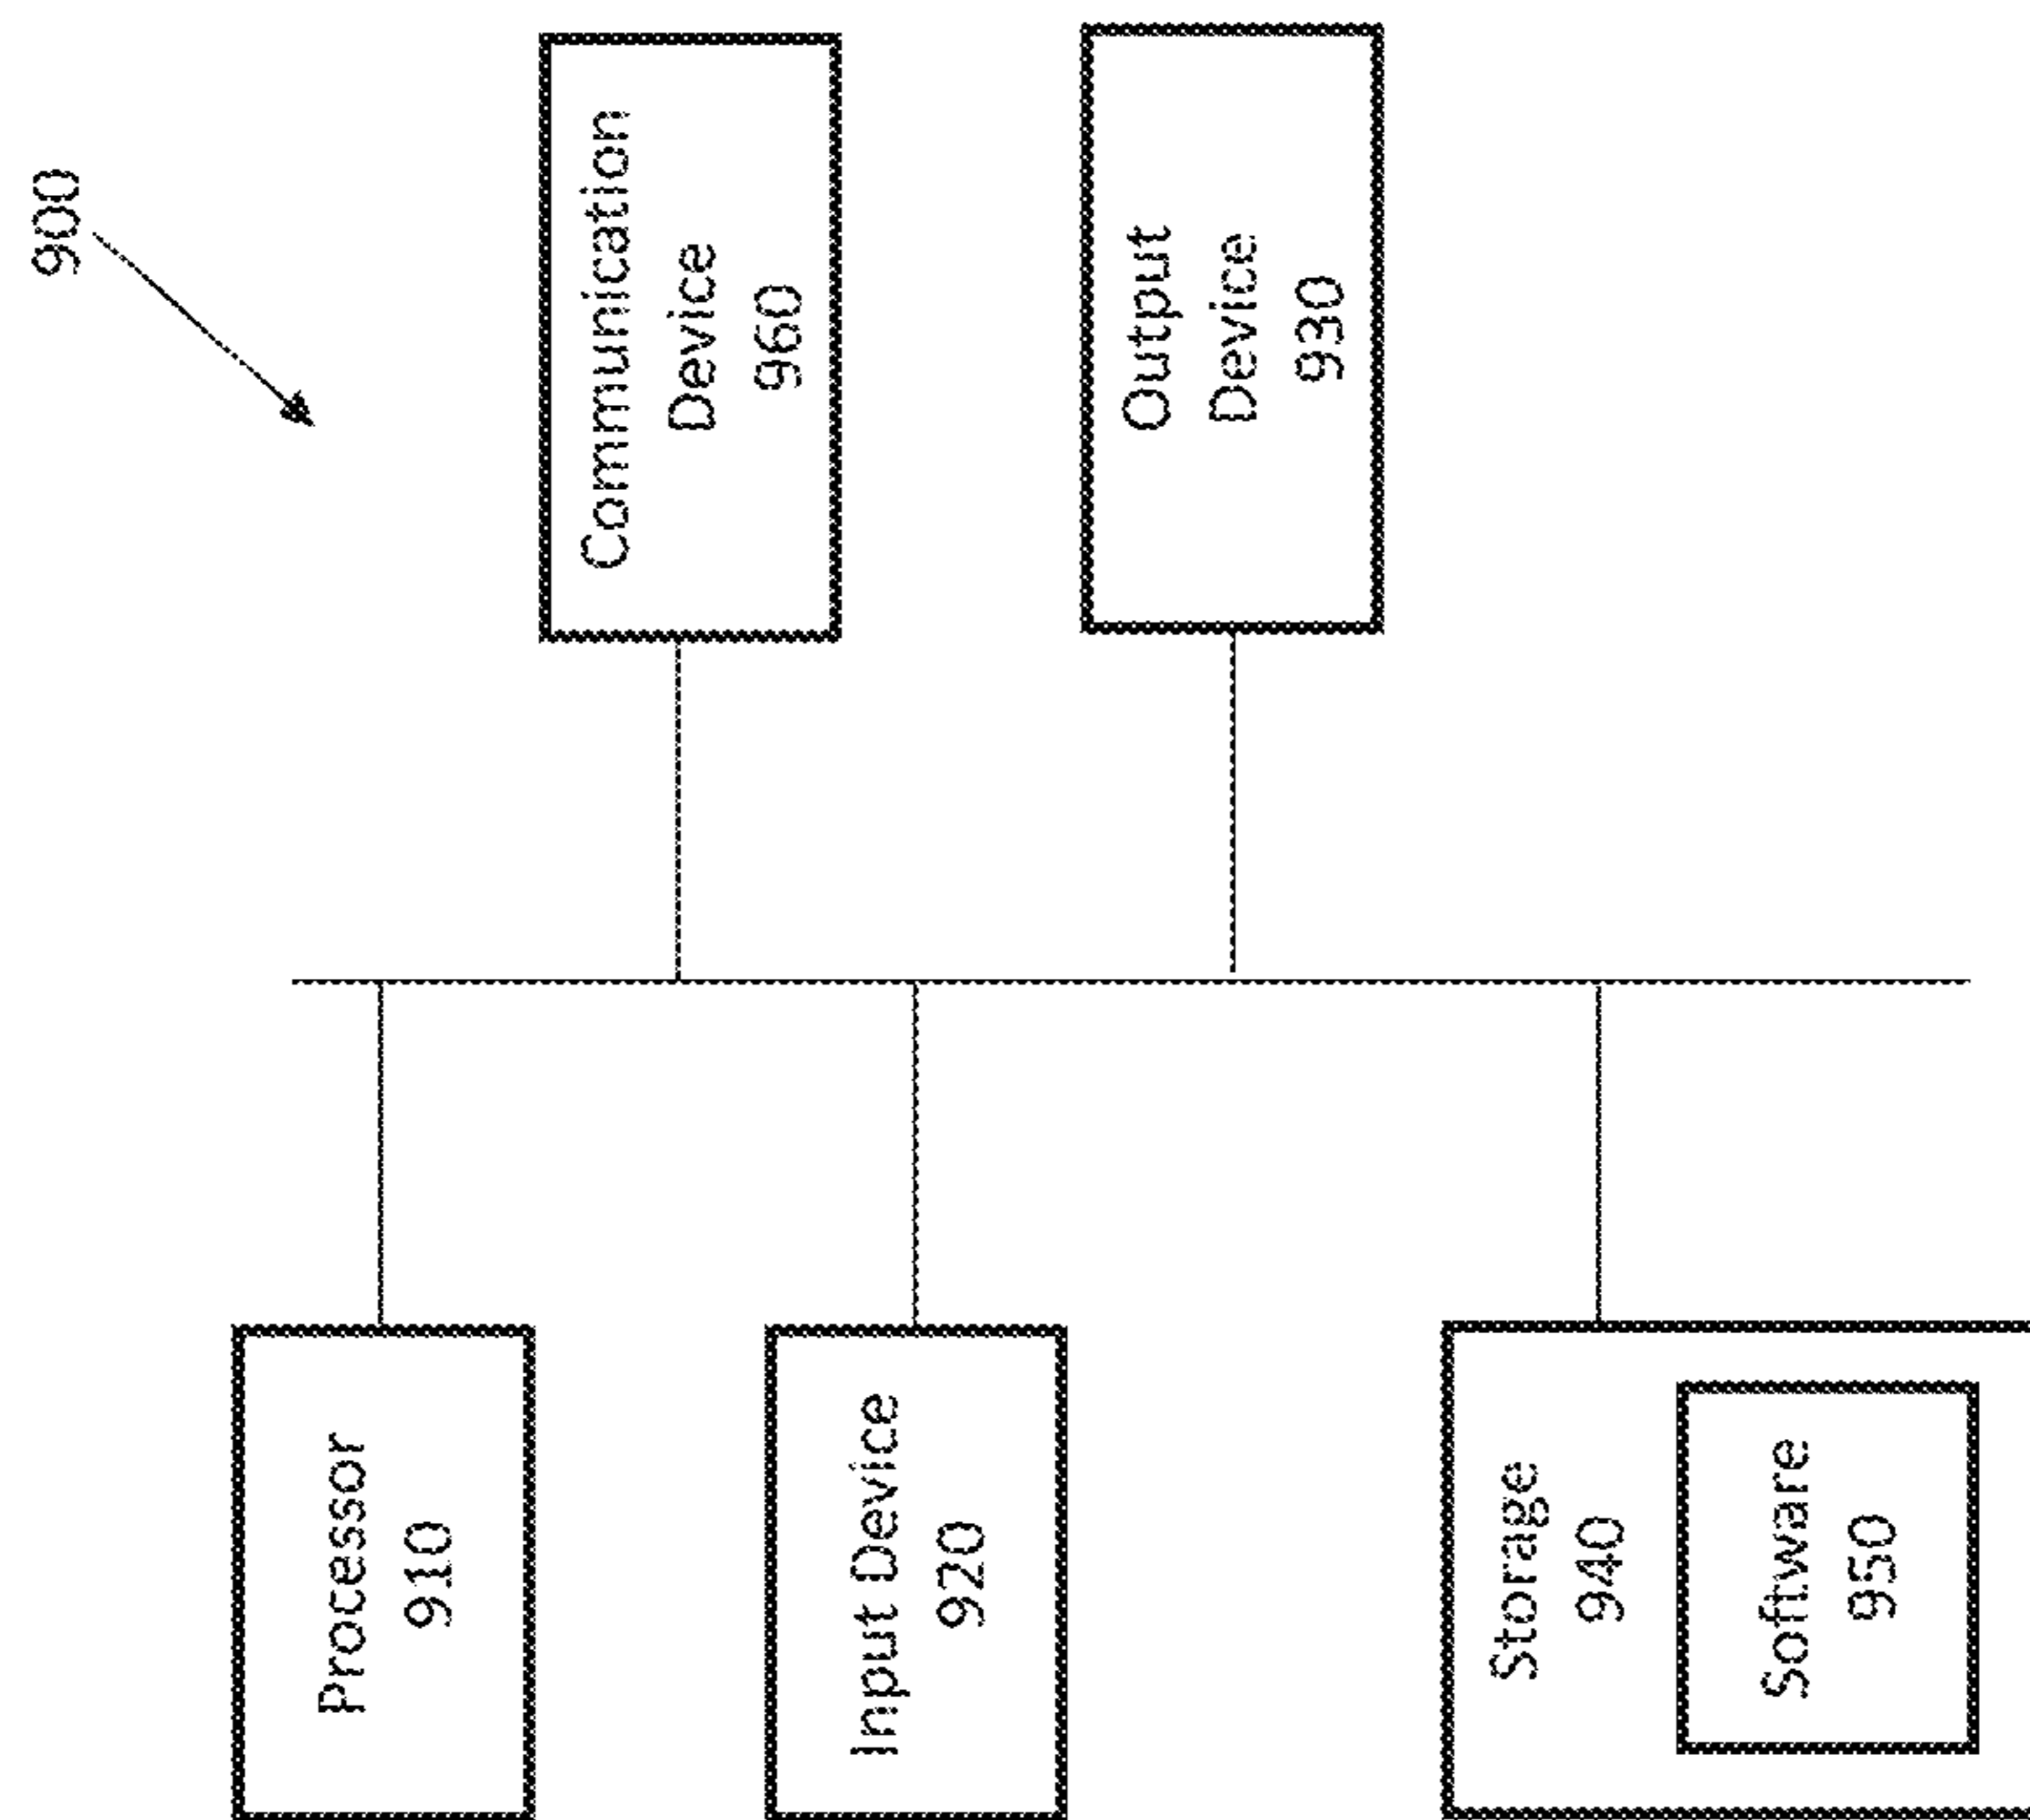 900
Processor
910
Communication
Device
960
Input Device
920
Output
Device
930
Storage
940
Software
950